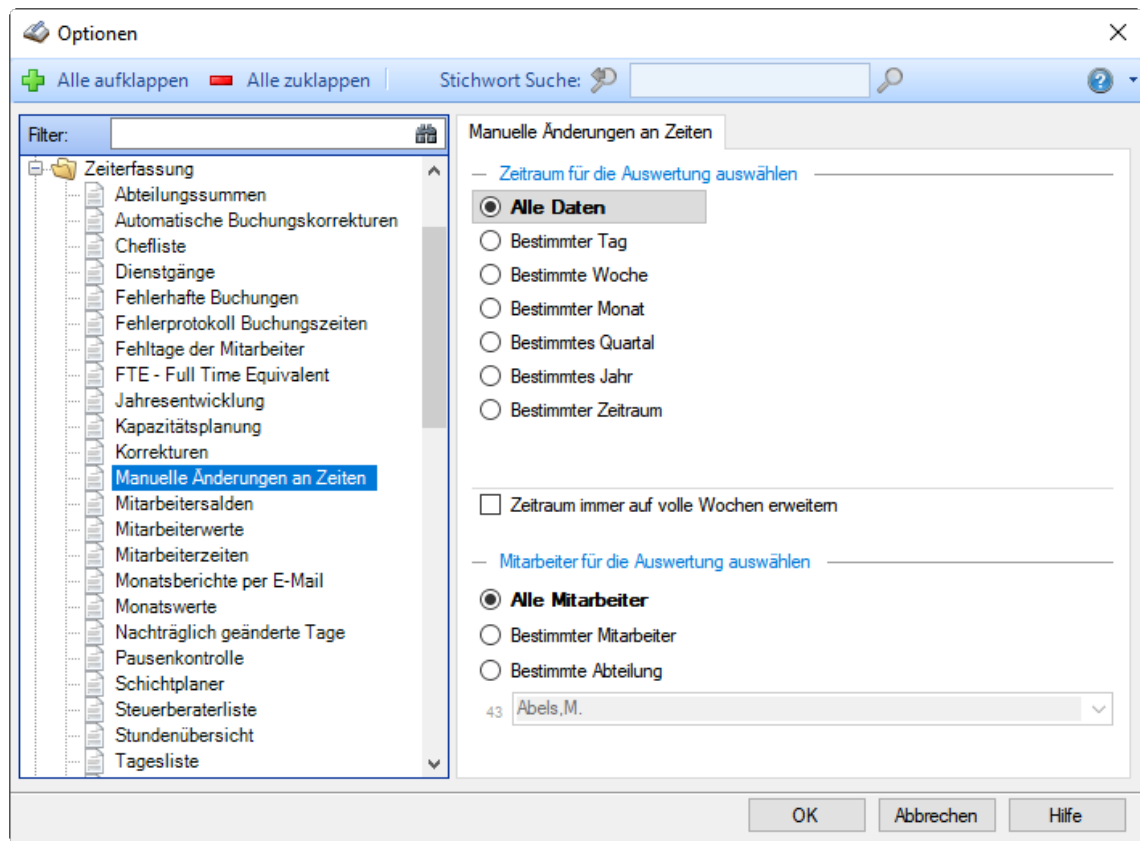 Optionen
Alle aufklappen Alle zuklappen Stichwort Suche:
Filter:
Zeiterfassung
Abteilungssummen
Automatische Buchungskorrekturen
Chefliste
Dienstgänge
Fehlerhafte Buchungen
Fehlerprotokoll Buchungszeiten
Fehltage der Mitarbeiter
FTE - Full Time Equivalent
Jahresentwicklung
Kapazitätsplanung
Korrekturen
Manuelle Änderungen an Zeiten
Mitarbeitersalden
Mitarbeiterwerte
Mitarbeiterzeiten
Monatsberichte per E-Mail
Monatswerte
Nachträglich geänderte Tage
Pausenkontrolle
Schichtplaner
Steuerberaterliste
Stundenübersicht
Tagesliste
Manuelle Änderungen an Zeiten
Zeitraum für die Auswertung auswählen
Alle Daten
Bestimmter Tag
Bestimmte Woche
Bestimmter Monat
Bestimmtes Quartal
Bestimmtes Jahr
Bestimmter Zeitraum
Zeitraum immer auf volle Wochen erweitern
Mitarbeiter für die Auswertung auswählen
Alle Mitarbeiter
Bestimmter Mitarbeiter
Bestimmte Abteilung
43 Abels,M.
OK Abbrechen Hilfe